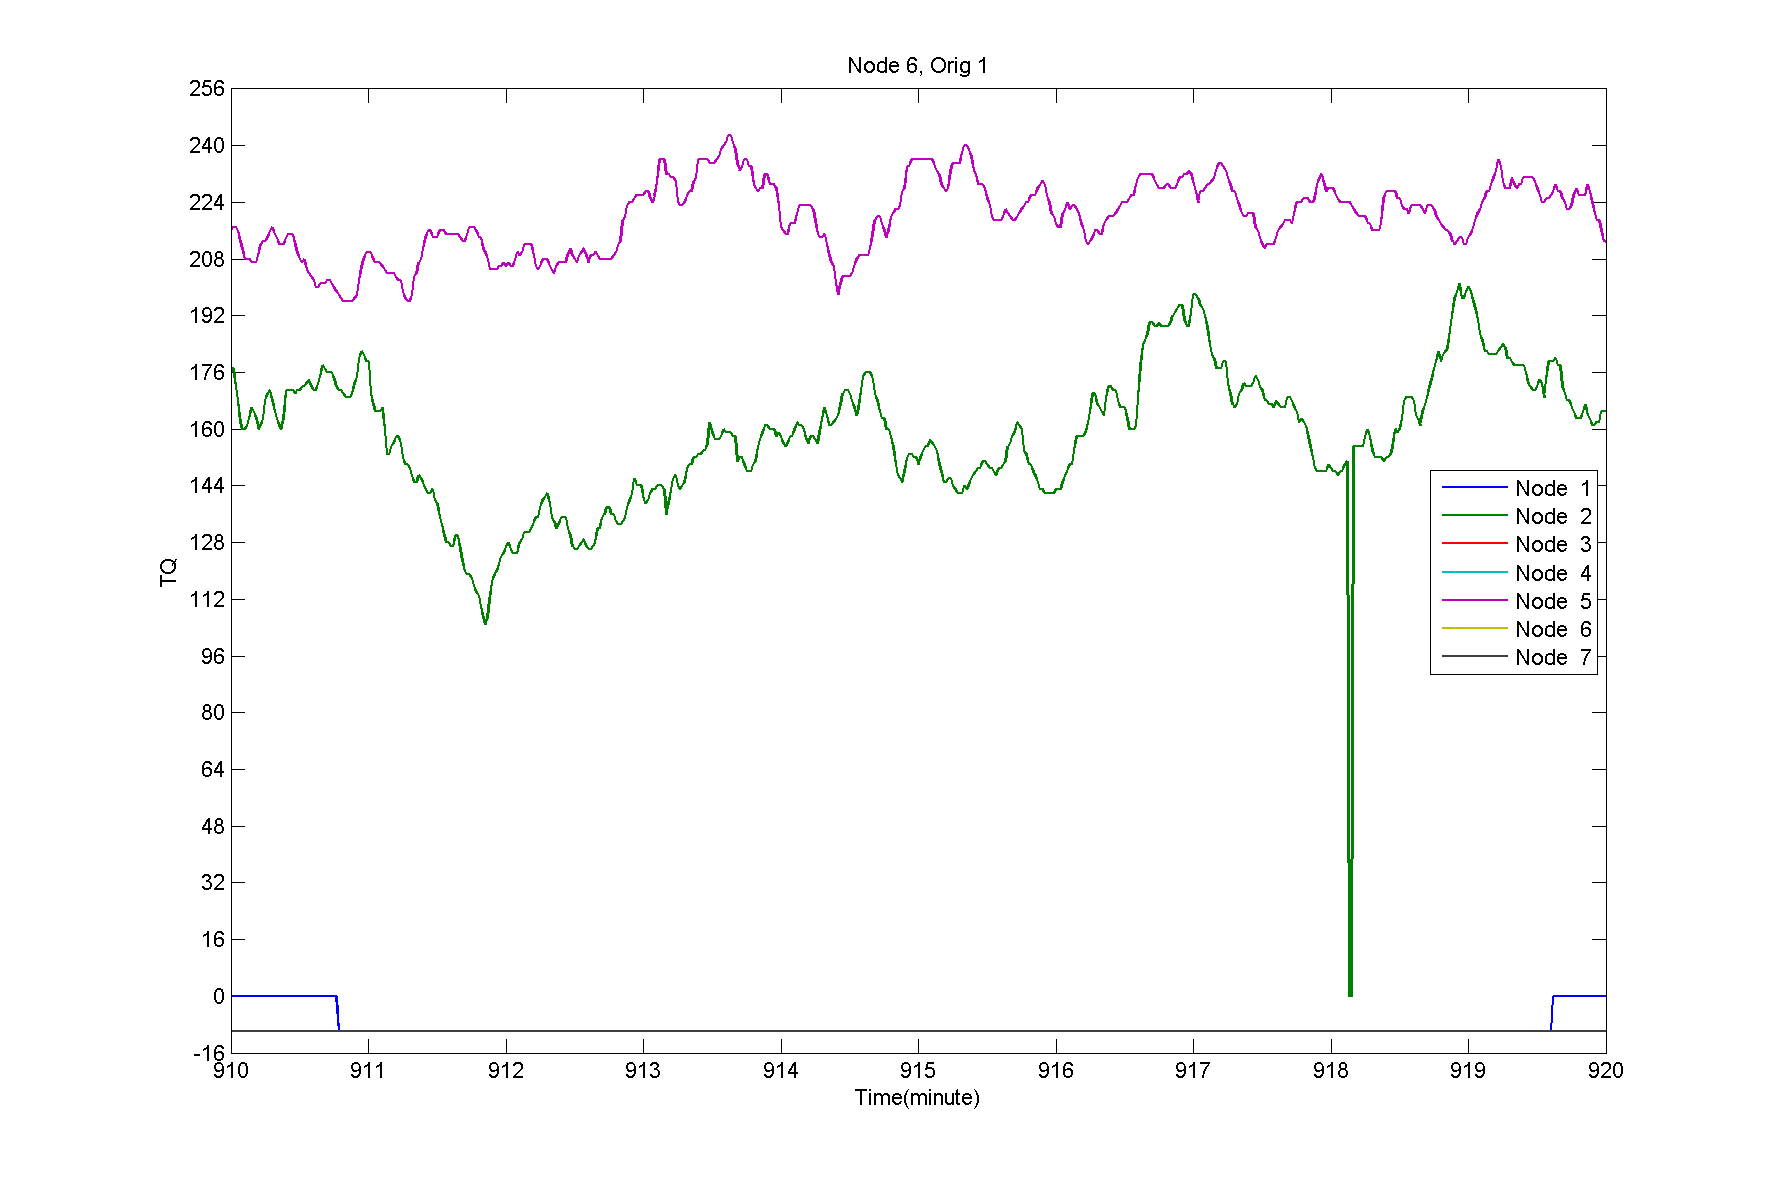 Node 6, Orig 1
256
240
224
208
192
176
160
144
128
112
96
80
64
48
32
16
0
-16
TQ
Node 1
Node 2
Node 3
Node 4
Node 5
Node 6
Node 7
910 911 912 913 914 915 916 917 918 919 920
Time(minute)